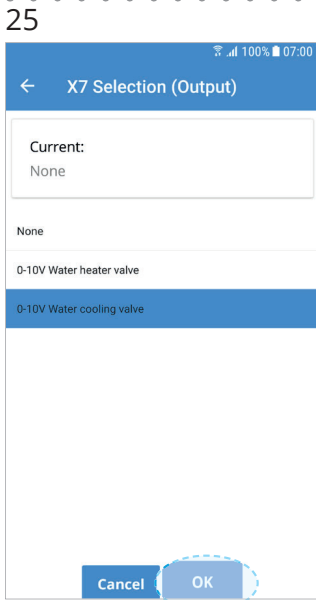 25
100% 07:00
← X7 Selection (Output)
Current:
None
None
0-10V Water heater valve
0-10V Water cooling valve
Cancel OK